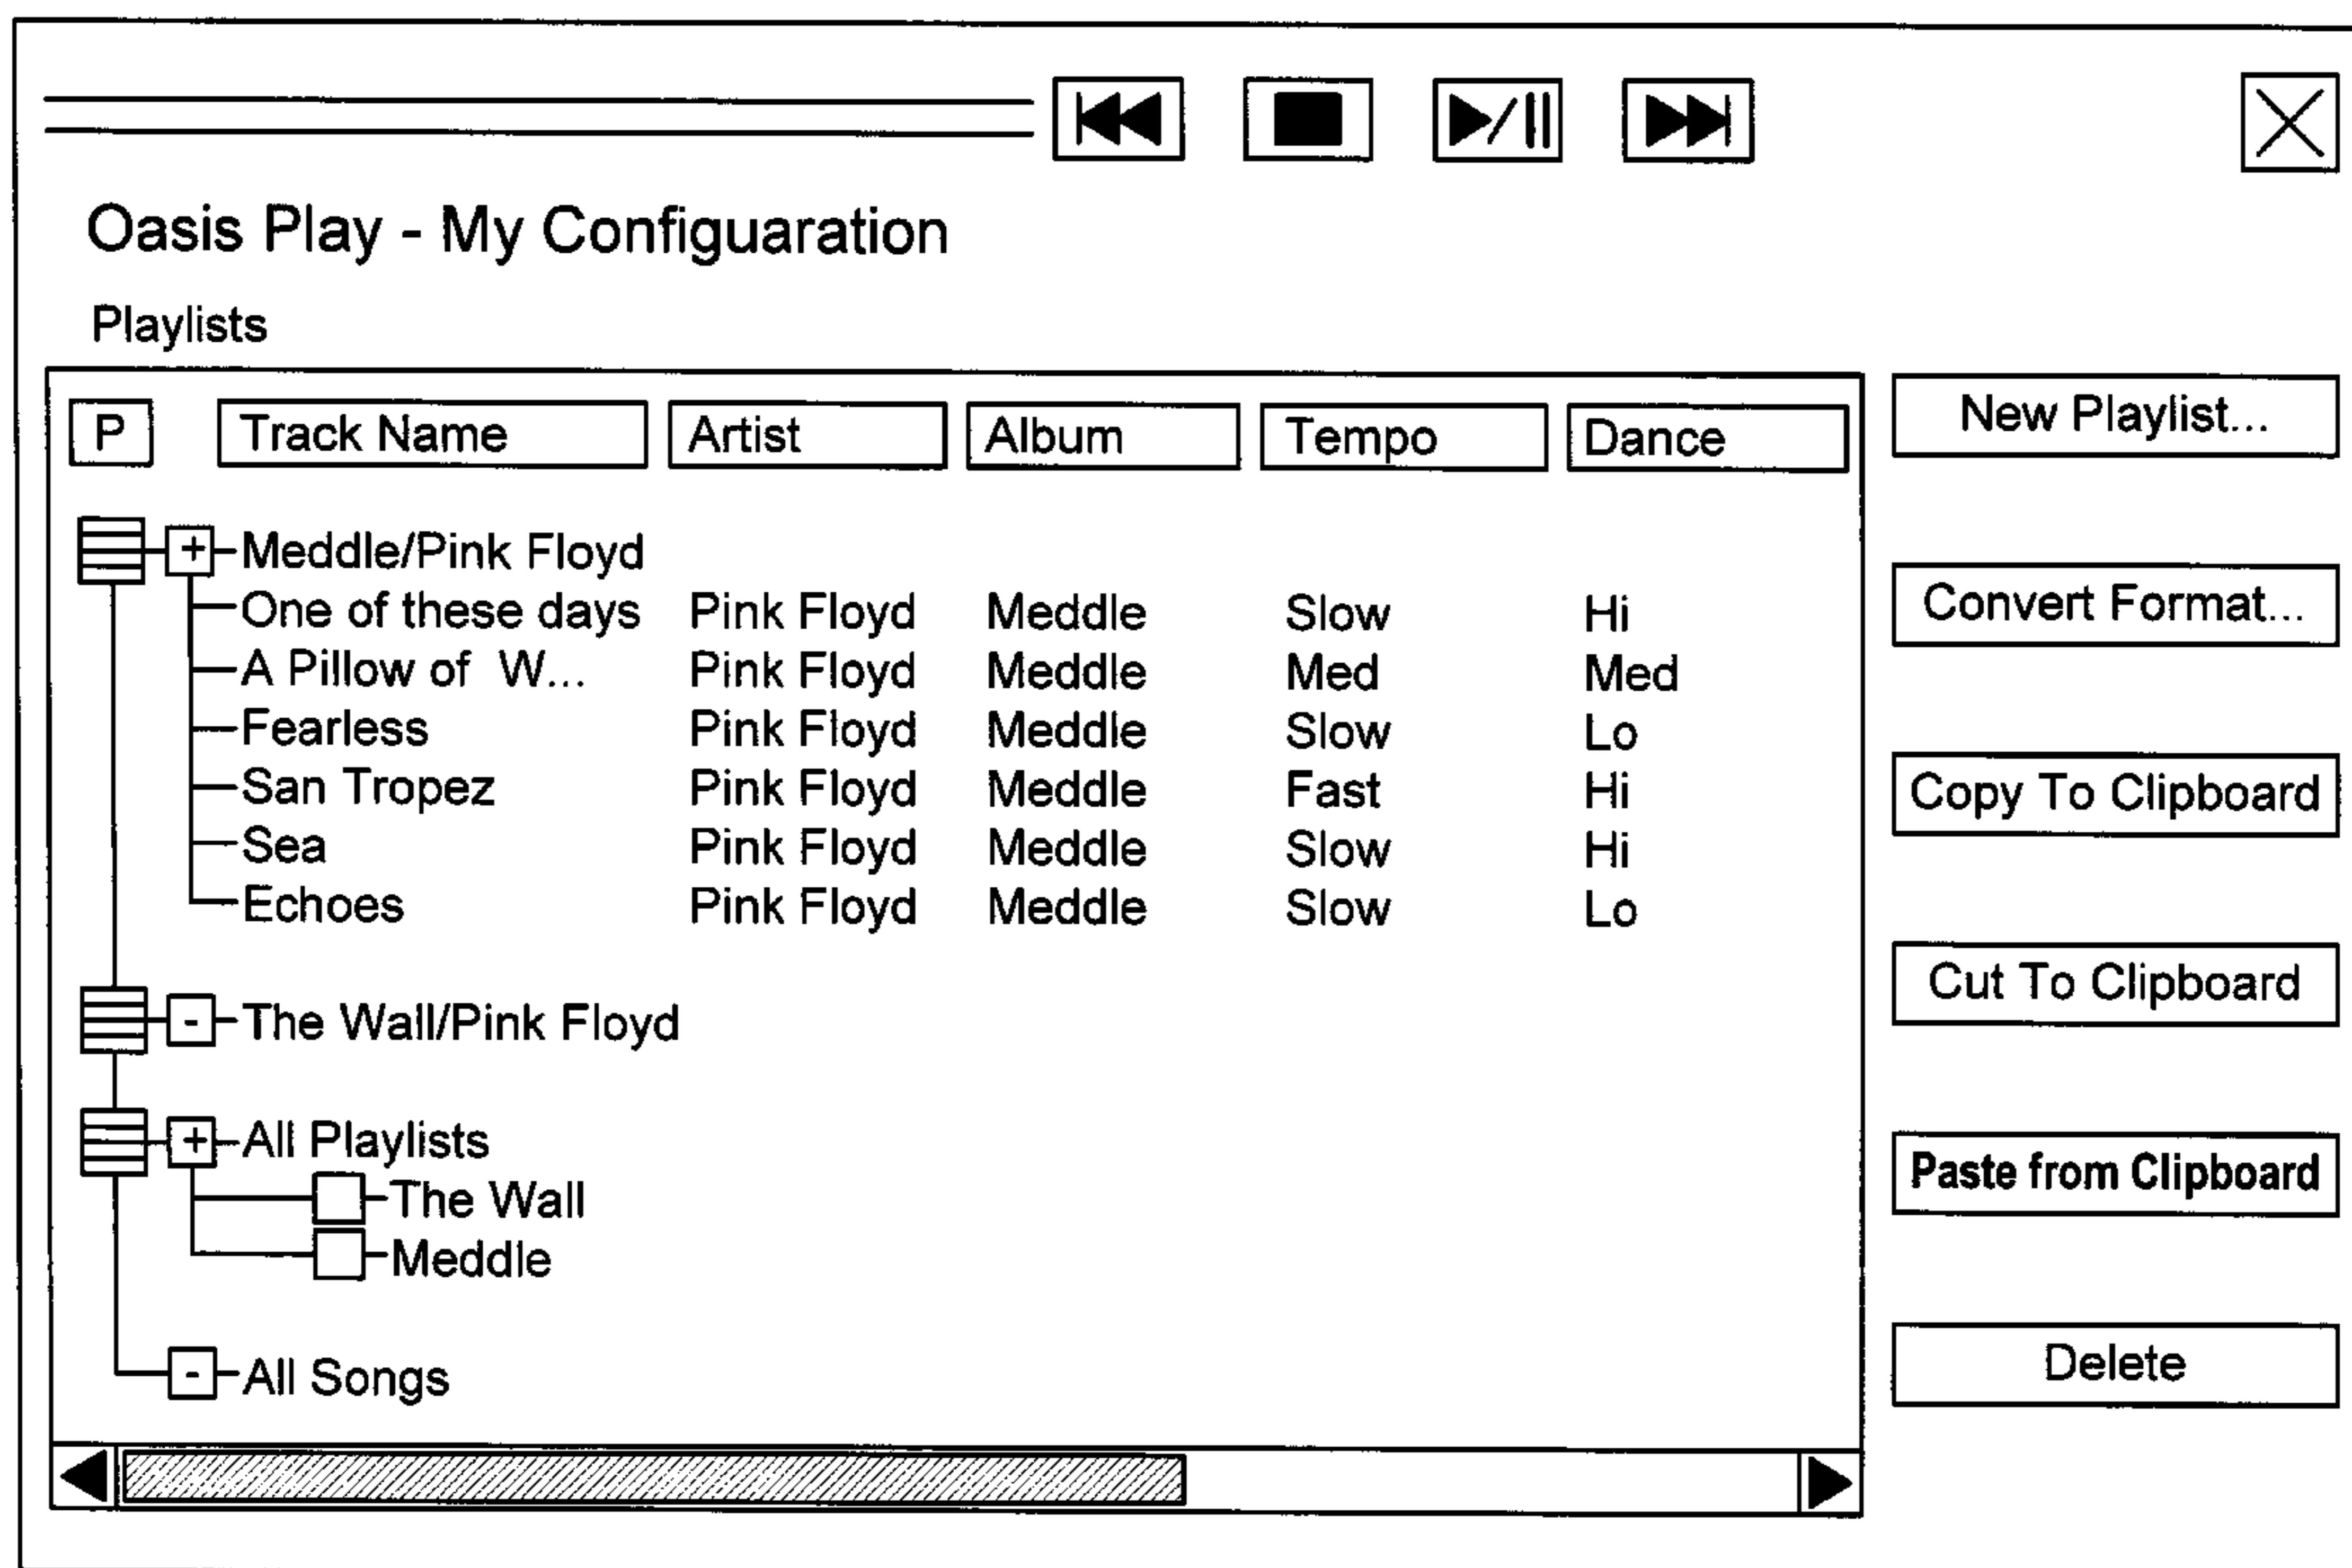 Oasis Play - My Configuaration
Playlists
P Track Name Artist Album Tempo Dance
+ Meddle/Pink Floyd
One of these days Pink Floyd Meddle Slow Hi
A Pillow of W... Pink Floyd Meddle Med Med
Fearless Pink Floyd Meddle Slow Lo
San Tropez Pink Floyd Meddle Fast Hi
Sea Pink Floyd Meddle Slow Hi
Echoes Pink Floyd Meddle Slow Lo
- The Wall/Pink Floyd
+ All Playlists
The Wall
Meddle
- All Songs
New Playlist...
Convert Format...
Copy To Clipboard
Cut To Clipboard
Paste from Clipboard
Delete